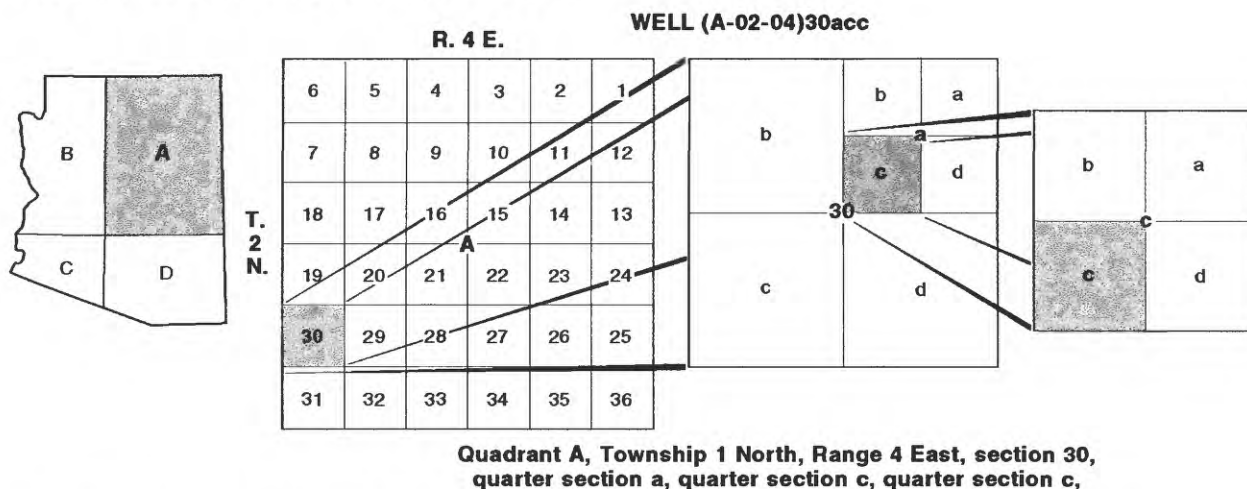 WELL (A-02-04)30acc
R. 4 E.
B A
C D
T.
2
N.
6 5 4 3 2 1
7 8 9 10 11 12
18 17 16 15 14 13
A
19 20 21 22 23 24
30 29 28 27 26 25
31 32 33 34 35 36
b b a
a
c d
30
c d
b a
c
c d
Quadrant A, Township 1 North, Range 4 East, section 30,
quarter section a, quarter section c, quarter section c,